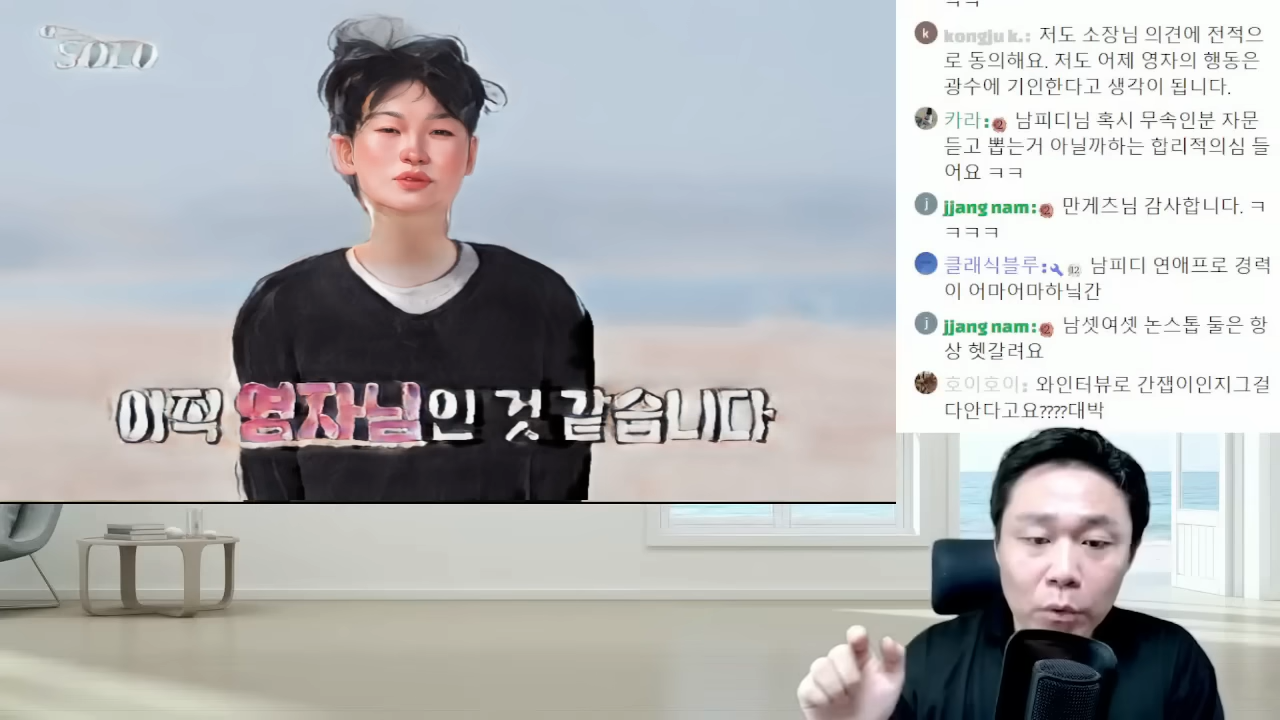 SOLO
영자님인 것 같습니다
ㅋㅋ
kongju k.: 저도 소장님 의견에 전적으
로 동의해요. 저도 어제 영자의 행동은
광수에 기인한다고 생각이 됩니다.
카라: 남피디님 혹시 무속인분 자문
듣고 뽑는거 아닐까하는 합리적의심 들
어요 ㅋㅋ
jjang nam: 만게츠님 감사합니다. ㅋ
ㅋㅋㅋ
클래식블루: 남피디 연애프로 경력
이 어마어마하닠간
jjang nam: 남셋여셋 논스톱 둘은 항
상 헷갈려요
호이호이: 와인터뷰로 간잽이인지그걸
다안다고요????대박